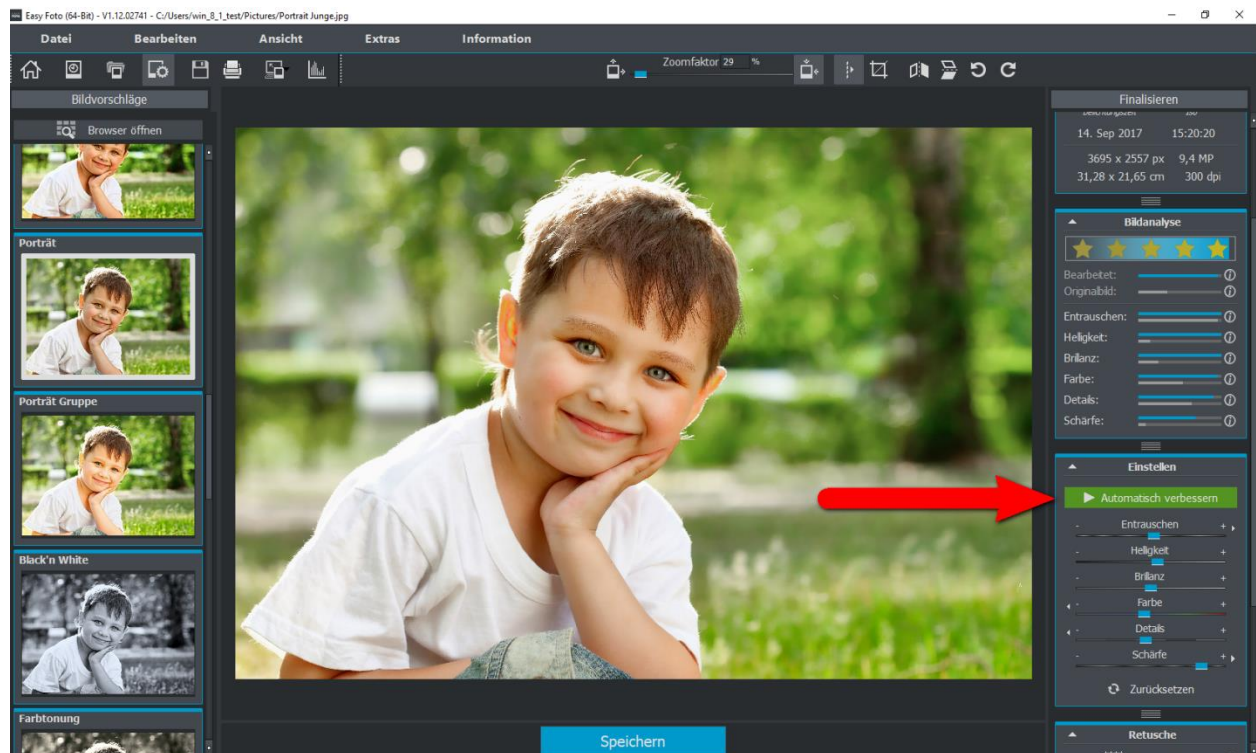 Easy Foto (64-Bit) - V1.12.02741 - C:/Users/win_8_1_test/Pictures/Portrait Junge.jpg
Datei Bearbeiten Ansicht Extras Information
Zoomfaktor 29 %
Bildvorschläge
Browser öffnen
Porträt
Porträt Gruppe
Black'n White
Farbtonung
Speichern
Finalisieren
14. Sep 2017 15:20:20
3695 x 2557 px 9,4 MP
31,28 x 21,65 cm 300 dpi
Bildanalyse
Bearbeitet:
Originalbild:
Entrauschen:
Helligkeit:
Brillanz:
Farbe:
Details:
Schärfe:
Einstellen
Automatisch verbessern
- Entrauschen +
- Helligkeit +
- Brillanz +
- Farbe +
- Details +
- Schärfe +
Zurücksetzen
Retusche